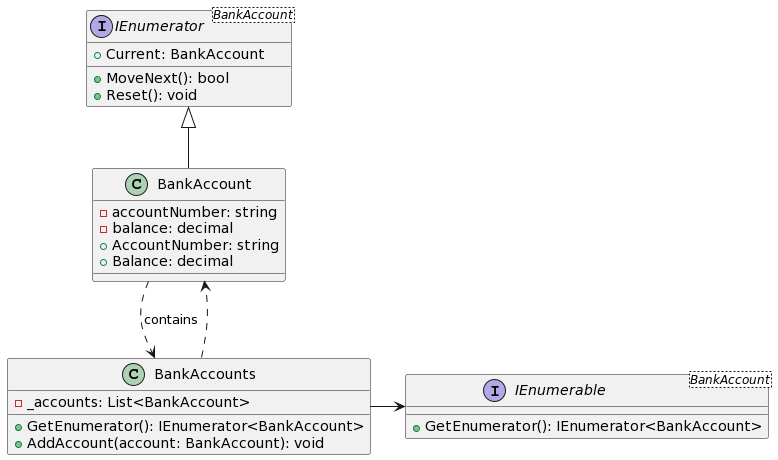 I IEnumerator BankAccount
Current: BankAccount
MoveNext(): bool
Reset(): void
C BankAccount
accountNumber: string
balance: decimal
AccountNumber: string
Balance: decimal
contains
C BankAccounts
_accounts: List<BankAccount>
GetEnumerator(): IEnumerator<BankAccount>
AddAccount(account: BankAccount): void
I IEnumerable BankAccount
GetEnumerator(): IEnumerator<BankAccount>